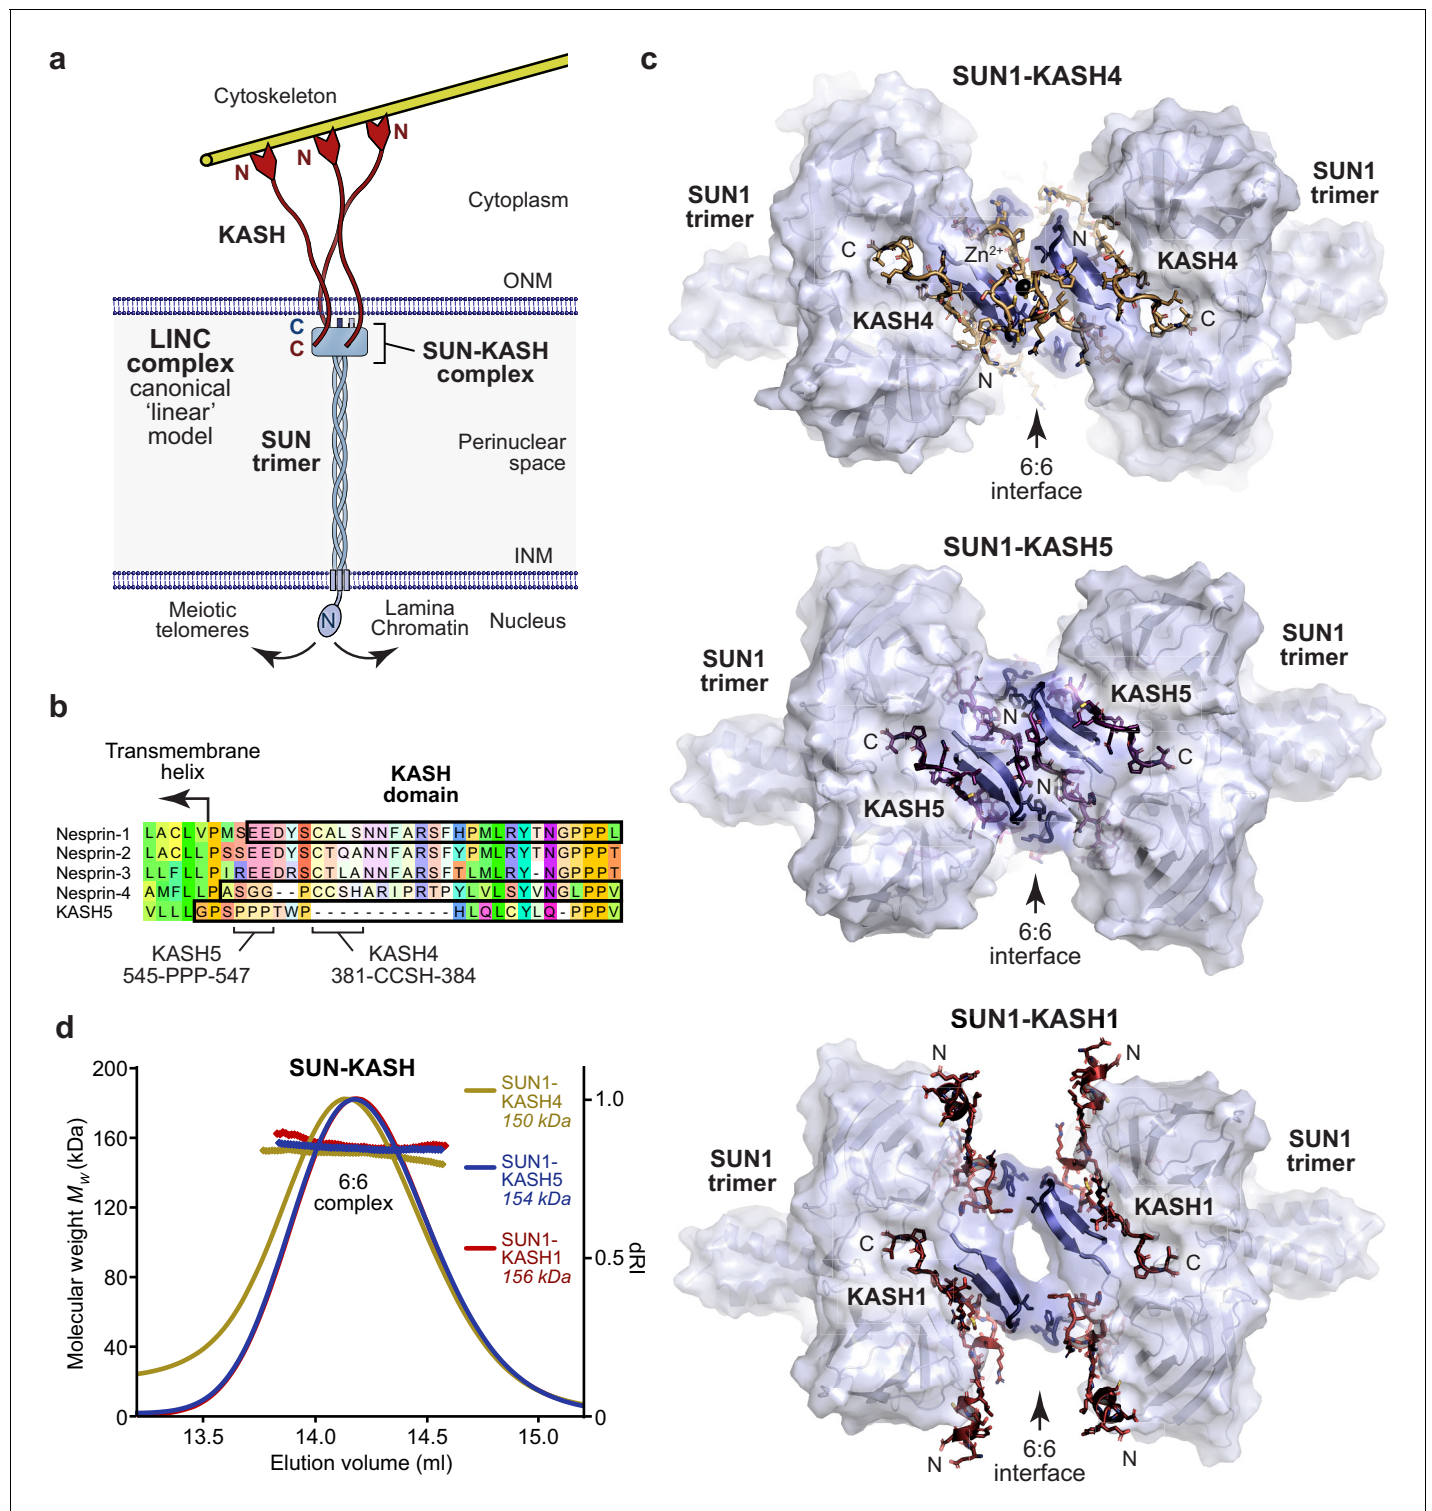 a
Cytoskeleton
N
N
N
KASH
Cytoplasm
ONM
C
C
LINC
complex
canonical
‘linear’
model
SUN-KASH
complex
SUN
trimer
Perinuclear
space
INM
Meiotic
telomeres
N
Lamina
Chromatin
Nucleus
b
Transmembrane
helix
KASH
domain
Nesprin-1 LACLVPMSEEDYSCALSNNFARSFHPMLRYTNGPPPL
Nesprin-2 LACLLPSSEEDYSCTQANNFARSFYPMLRYTNGPPPT
Nesprin-3 LLFLLPIREEDRSCTLANNFARSFTLMLRY-NGPPPT
Nesprin-4 AMFLLPASGG--PCCSHARIPRTPYLVLSYVNGLPPV
KASH5 VLLLGPSPPPTWP-----------HLQLCYLQ-PPPV
KASH5
545-PPP-547
KASH4
381-CCSH-384
c
SUN1-KASH4
SUN1
trimer
SUN1
trimer
C
Zn2+
N
KASH4
KASH4
C
N
6:6
interface
SUN1-KASH5
SUN1
trimer
SUN1
trimer
KASH5
N
C
C
N
KASH5
6:6
interface
SUN1-KASH1
N
N
SUN1
trimer
SUN1
trimer
KASH1
C
C
KASH1
6:6
interface
N
N
d
SUN-KASH
Molecular weight MW (kDa)
200
160
120
80
40
0
13.5
14.0
14.5
15.0
Elution volume (ml)
1.0
0.5
0
dRI
6:6
complex
SUN1-
KASH4
150 kDa
SUN1-
KASH5
154 kDa
SUN1-
KASH1
156 kDa